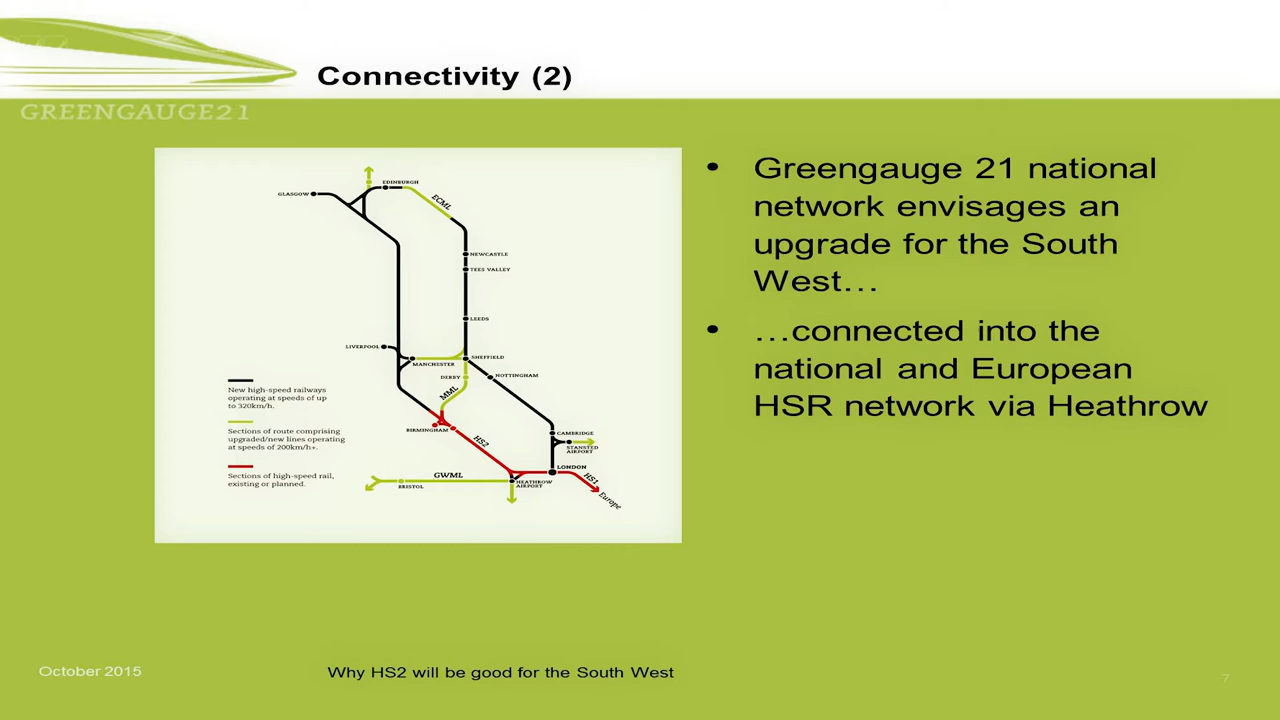 Connectivity (2)
GREENGAUGE21
GLASGOW
EDINBURGH
ECML
NEWCASTLE
TEES VALLEY
LEEDS
LIVERPOOL
MANCHESTER
SHEFFIELD
DERBY
NOTTINGHAM
MML
BIRMINGHAM
HS2
CAMBRIDGE
STANSTED
AIRPORT
LONDON
HS1
Europe
GWML
BRISTOL
HEATHROW
AIRPORT
New high-speed railways
operating at speeds of up
to 320km/h.
Sections of route comprising
upgraded/new lines operating
at speeds of 200km/h+.
Sections of high-speed rail,
existing or planned.
• Greengauge 21 national
network envisages an
upgrade for the South
West…
• …connected into the
national and European
HSR network via Heathrow
October 2015
Why HS2 will be good for the South West
7